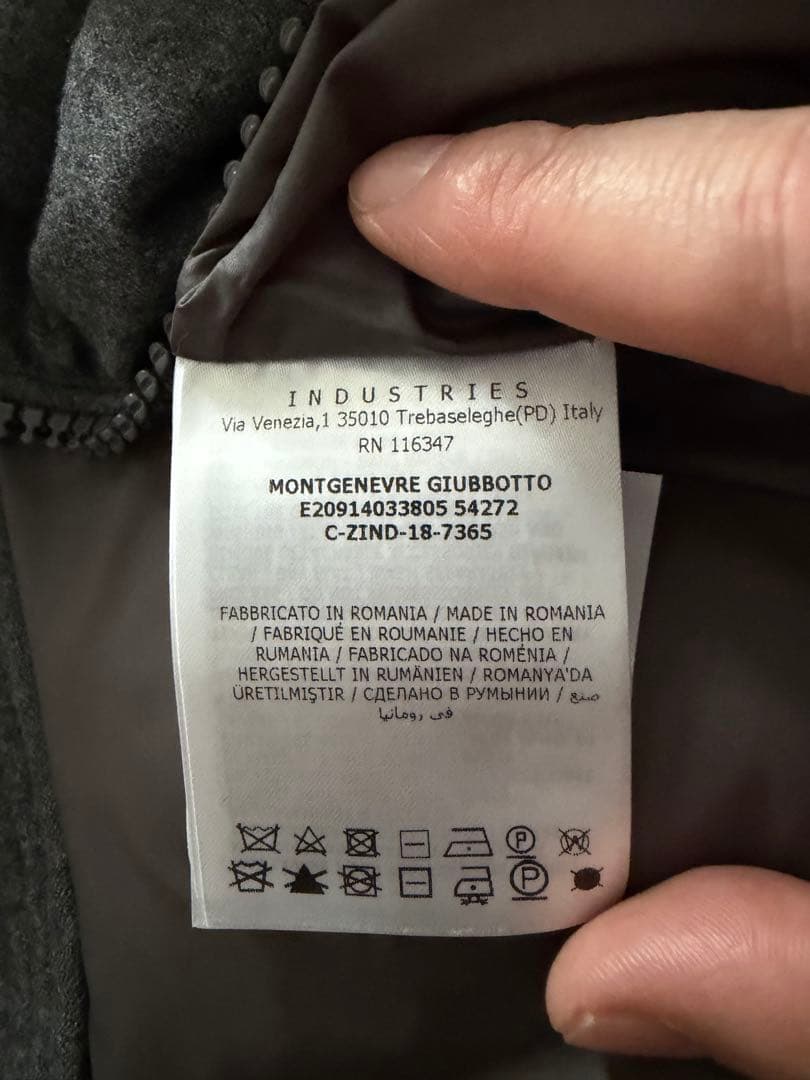 INDUSTRIES
Via Venezia,1 35010 Trebaseleghe(PD) Italy
RN 116347
MONTGENEVRE GIUBBOTTO
E20914033805 54272
C-ZIND-18-7365
FABBRICATO IN ROMANIA / MADE IN ROMANIA
/ FABRIQUÉ EN ROUMANIE / HECHO EN
RUMANIA / FABRICADO NA ROMÉNIA /
HERGESTELLT IN RUMÄNIEN / ROMANYA'DA
ÜRETILMIŞTIR / СДЕЛАНО В РУМЫНИИ / صنع
في رومانيا
P W
P